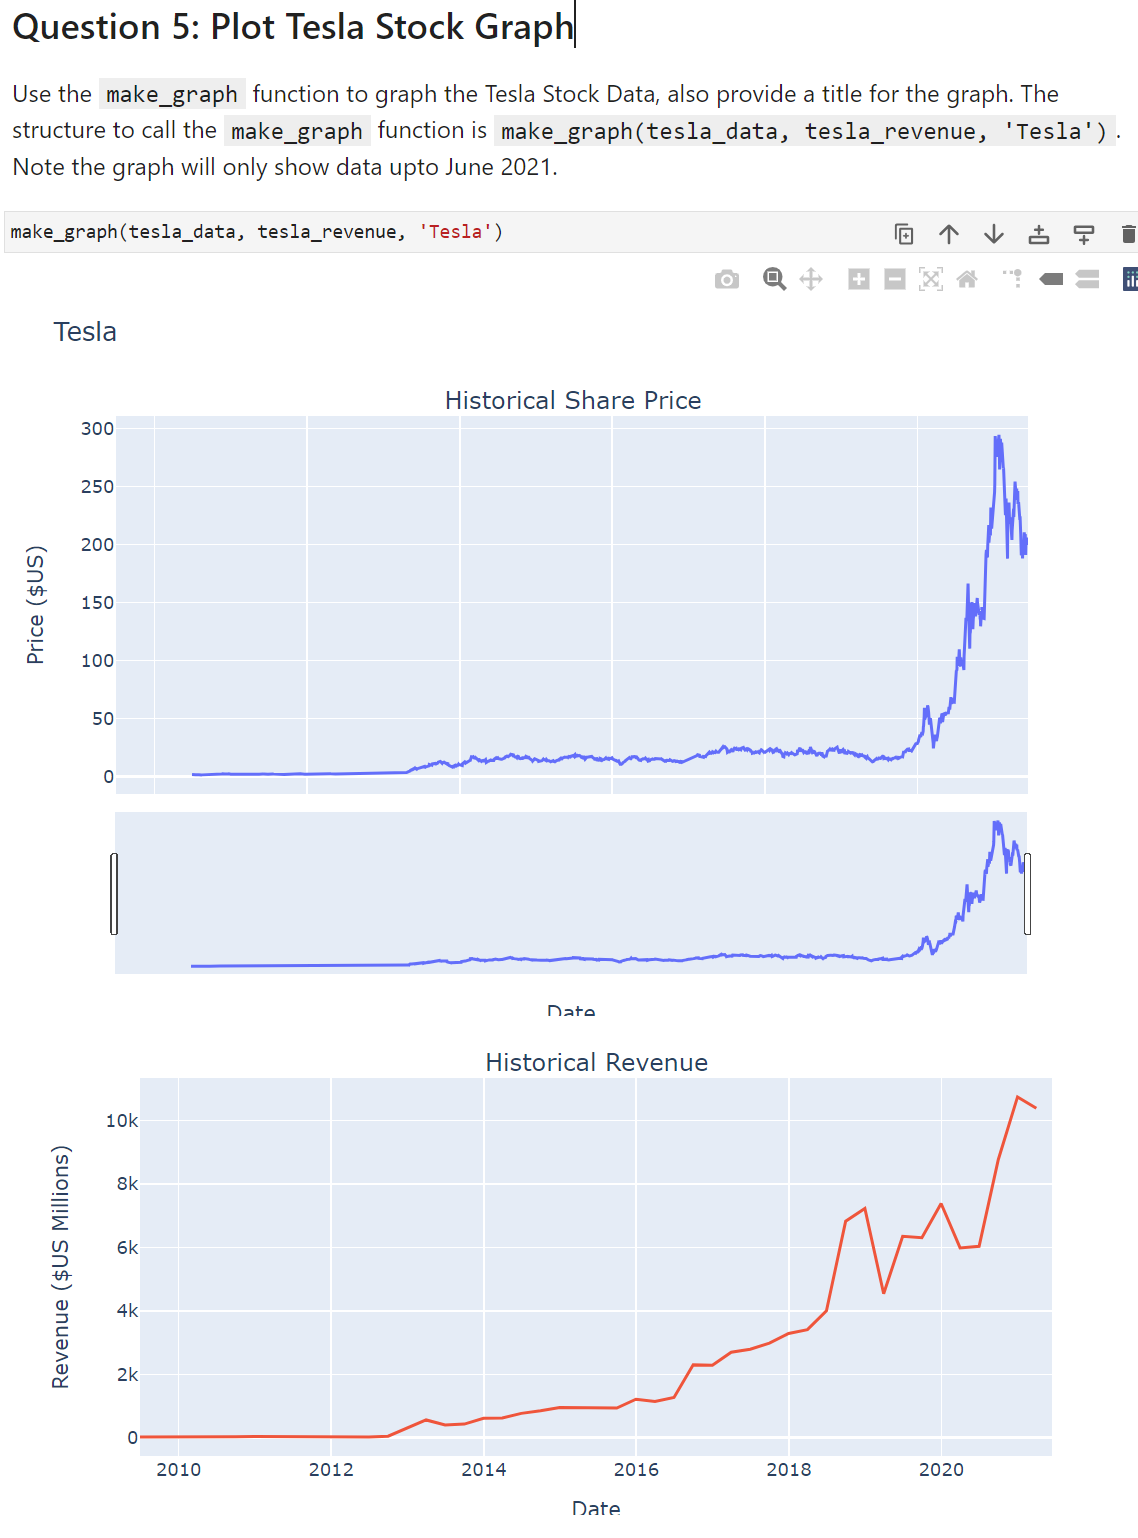 Question 5: Plot Tesla Stock Graph
Use the make_graph function to graph the Tesla Stock Data, also provide a title for the graph. The
structure to call the make_graph function is make_graph(tesla_data, tesla_revenue, 'Tesla') .
Note the graph will only show data upto June 2021.
make_graph(tesla_data, tesla_revenue, 'Tesla')
Tesla
Historical Share Price
300
250
200
150
100
50
0
Price ($US)
Date
Historical Revenue
10k
8k
6k
4k
2k
0
Revenue ($US Millions)
2010 2012 2014 2016 2018 2020
Date